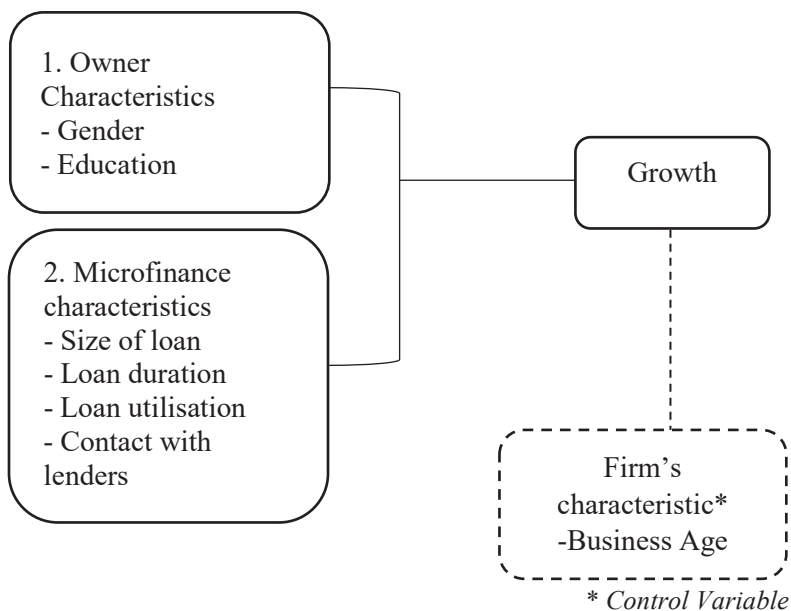 1. Owner
Characteristics
- Gender
- Education
2. Microfinance
characteristics
- Size of loan
- Loan duration
- Loan utilisation
- Contact with
lenders
Growth
Firm’s
characteristic*
-Business Age
* Control Variable